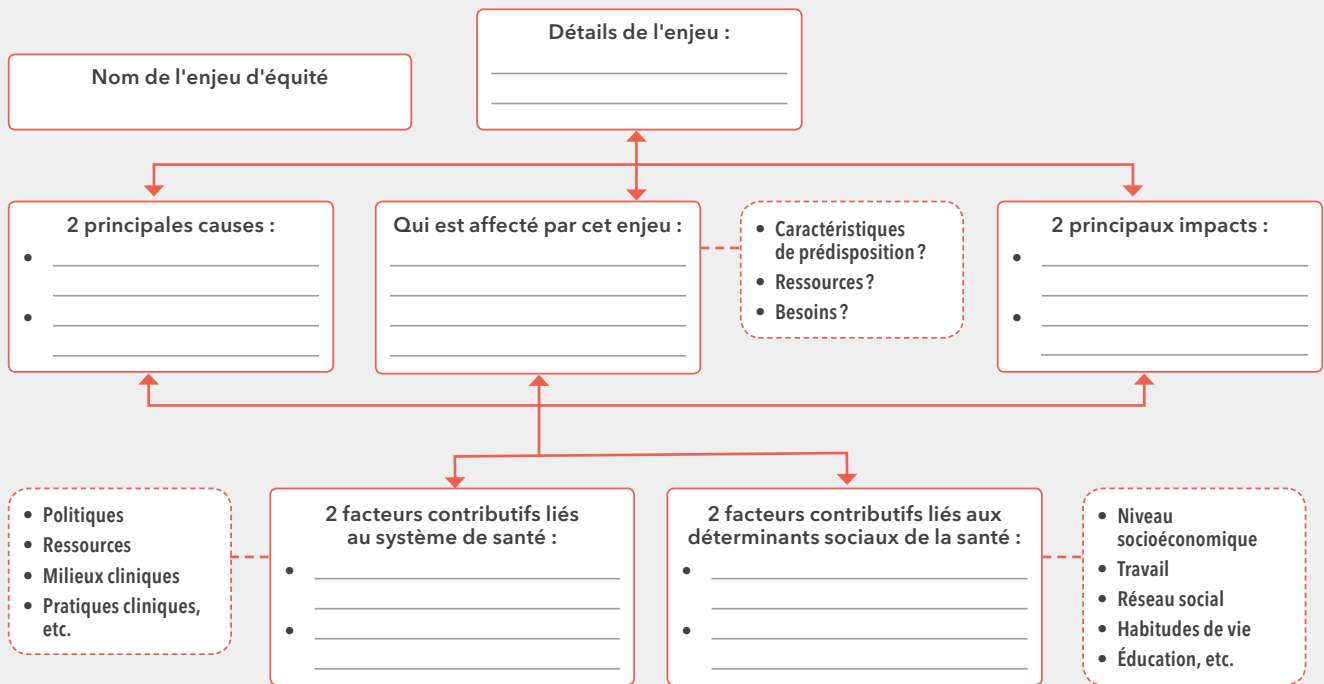 Nom de l'enjeu d'équité
Détails de l'enjeu :
2 principales causes :
Qui est affecté par cet enjeu :
• Caractéristiques
de prédisposition ?
• Ressources ?
• Besoins ?
2 principaux impacts :
• Politiques
• Ressources
• Milieux cliniques
• Pratiques cliniques,
etc.
2 facteurs contributifs liés
au système de santé :
2 facteurs contributifs liés aux
déterminants sociaux de la santé :
• Niveau
socioéconomique
• Travail
• Réseau social
• Habitudes de vie
• Éducation, etc.